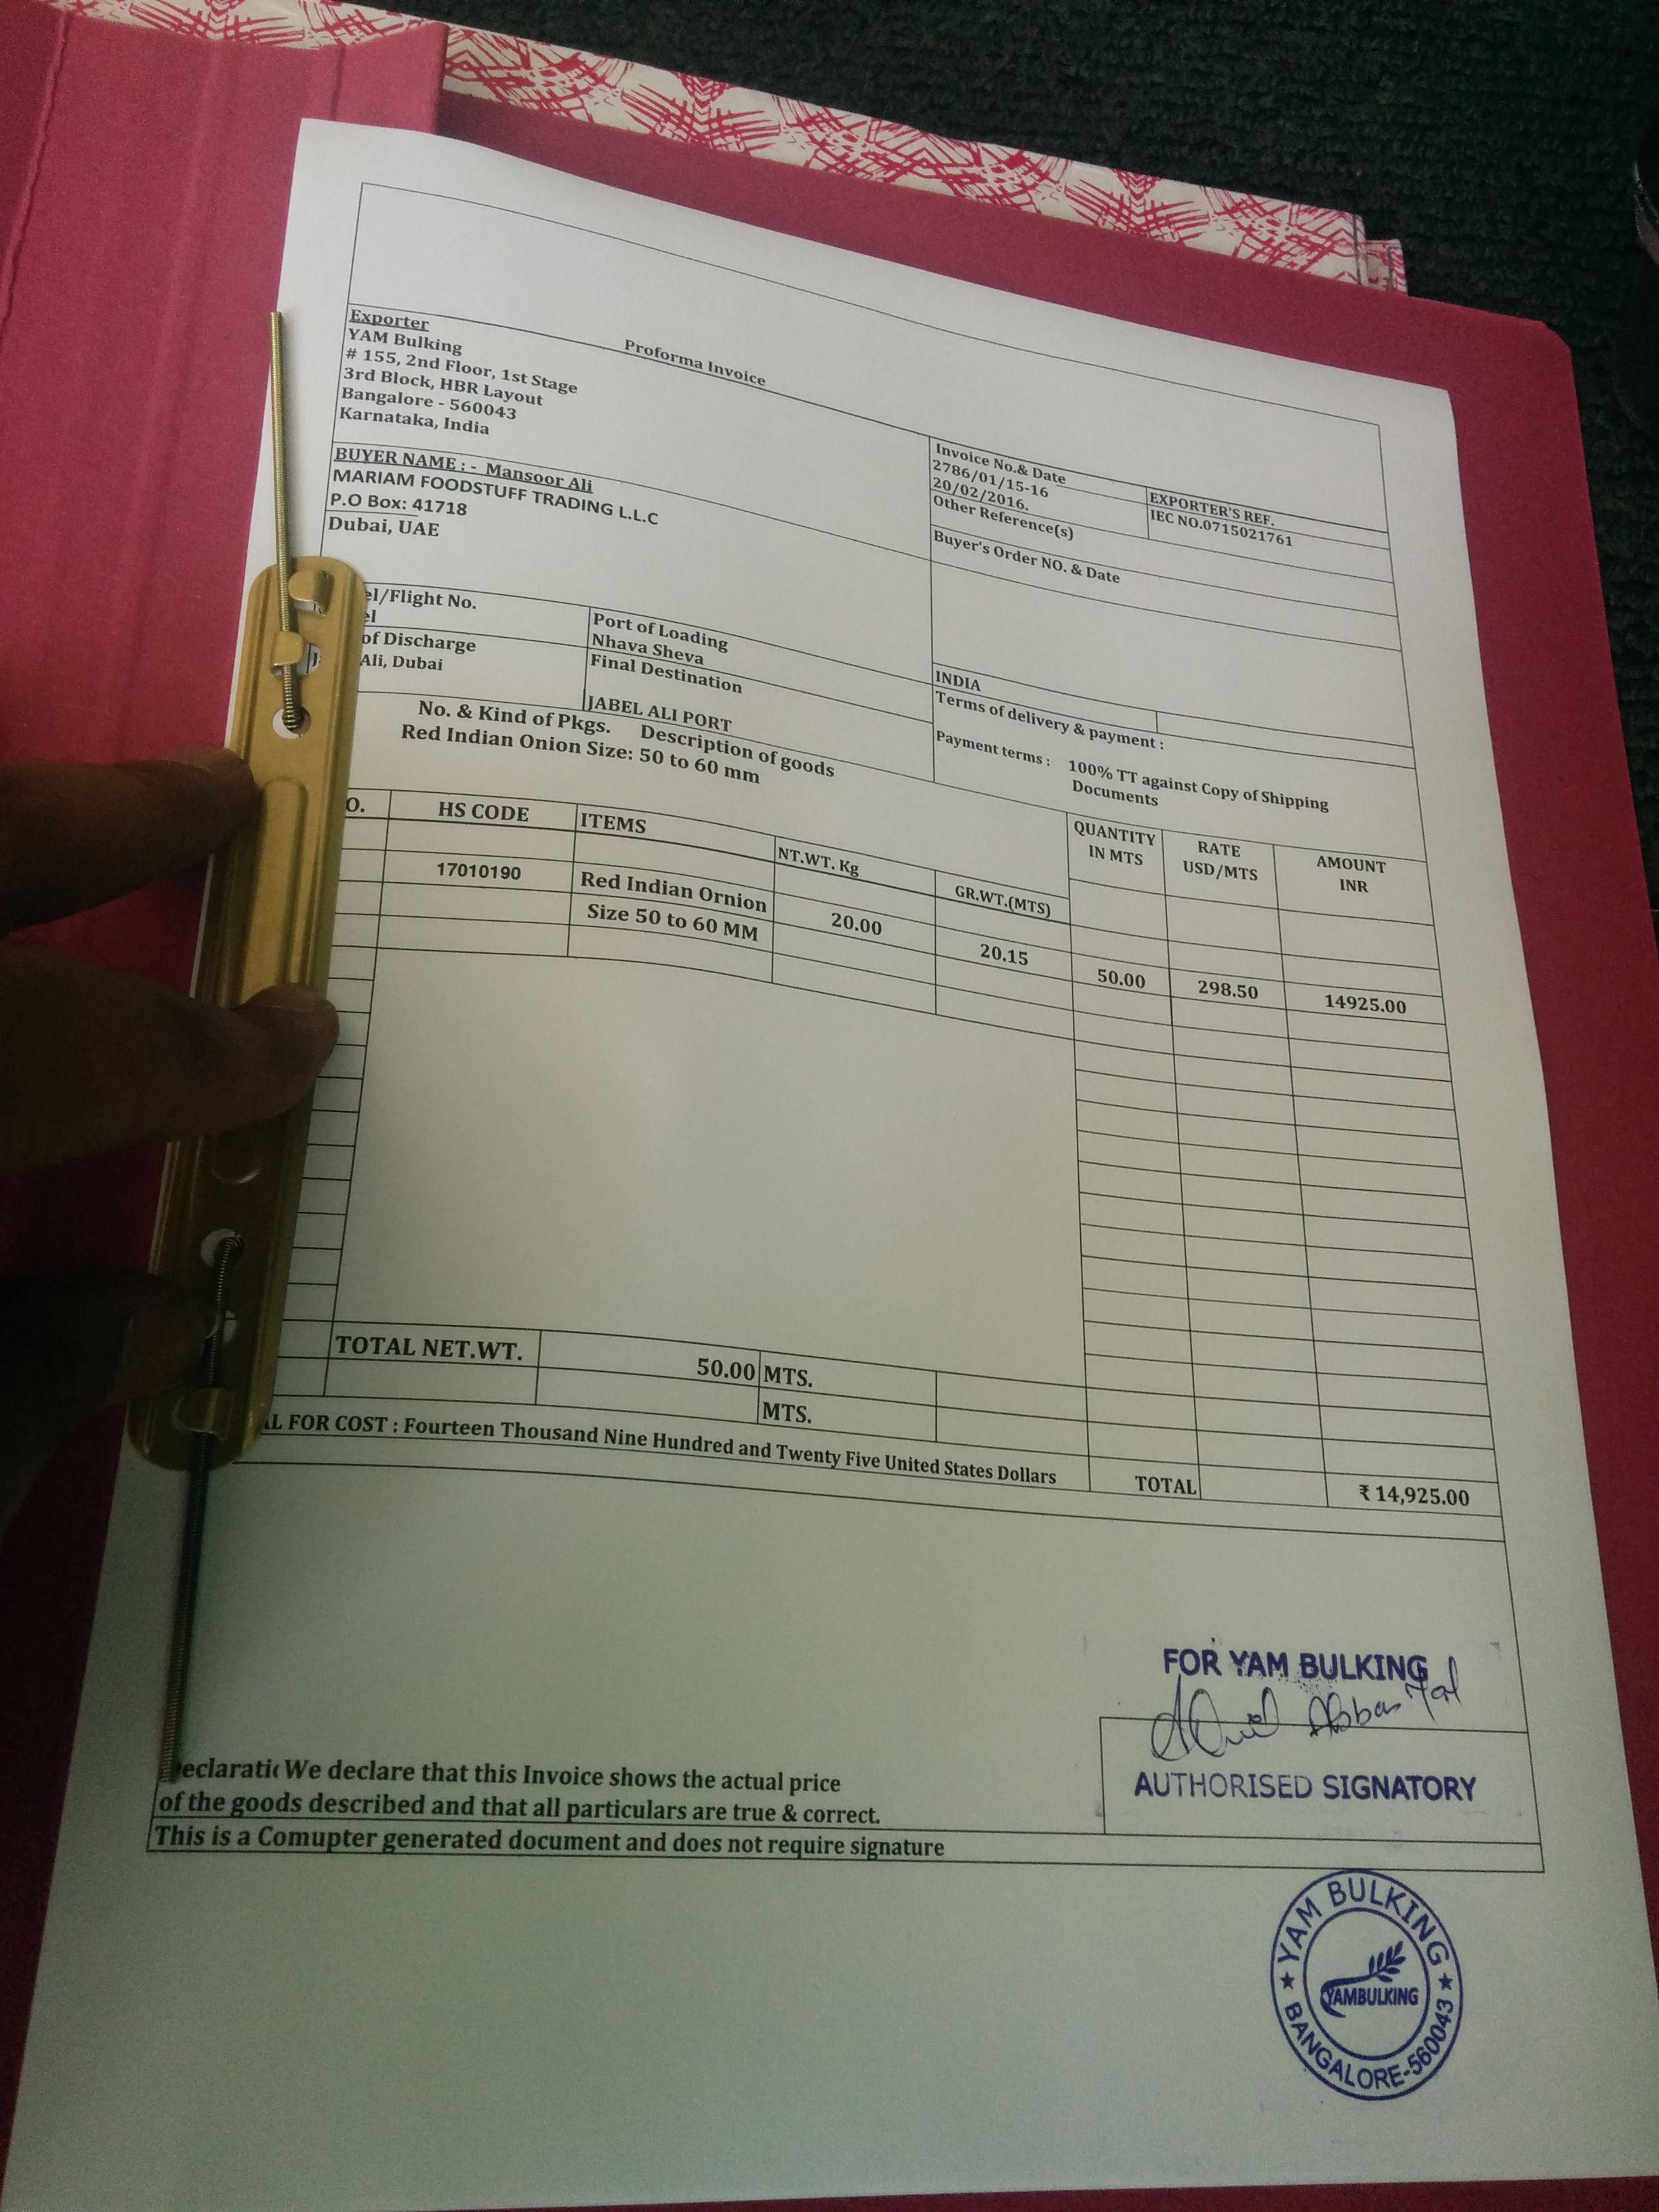 Proforma Invoice
Exporter
YAM Bulking
# 155, 2nd Floor, 1st Stage
3rd Block, HBR Layout
Bangalore - 560043
Karnataka, India
Invoice No.& Date
2786/01/15-16
20/02/2016.
Other Reference(s)
EXPORTER'S REF.
IEC NO.0715021761
BUYER NAME : - Mansoor Ali
MARIAM FOODSTUFF TRADING L.L.C
P.O Box: 41718
Dubai, UAE
Buyer's Order NO. & Date
el/Flight No.
el
Port of Loading
Nhava Sheva
of Discharge
Ali, Dubai
Final Destination
JABEL ALI PORT
INDIA
Terms of delivery & payment :
Payment terms : 100% TT against Copy of Shipping
Documents
No. & Kind of Pkgs. Description of goods
Red Indian Onion Size: 50 to 60 mm
O. HS CODE ITEMS NT.WT. Kg GR.WT.(MTS) QUANTITY IN MTS RATE USD/MTS AMOUNT INR
17010190 Red Indian Ornion 20.00 20.15 50.00 298.50 14925.00
Size 50 to 60 MM
TOTAL NET.WT. 50.00 MTS.
MTS.
AL FOR COST : Fourteen Thousand Nine Hundred and Twenty Five United States Dollars TOTAL ₹ 14,925.00
FOR YAM BULKING
AUTHORISED SIGNATORY
eclaratic We declare that this Invoice shows the actual price
of the goods described and that all particulars are true & correct.
This is a Comupter generated document and does not require signature
YAM BULKING
YAMBULKING
BANGALORE-560043